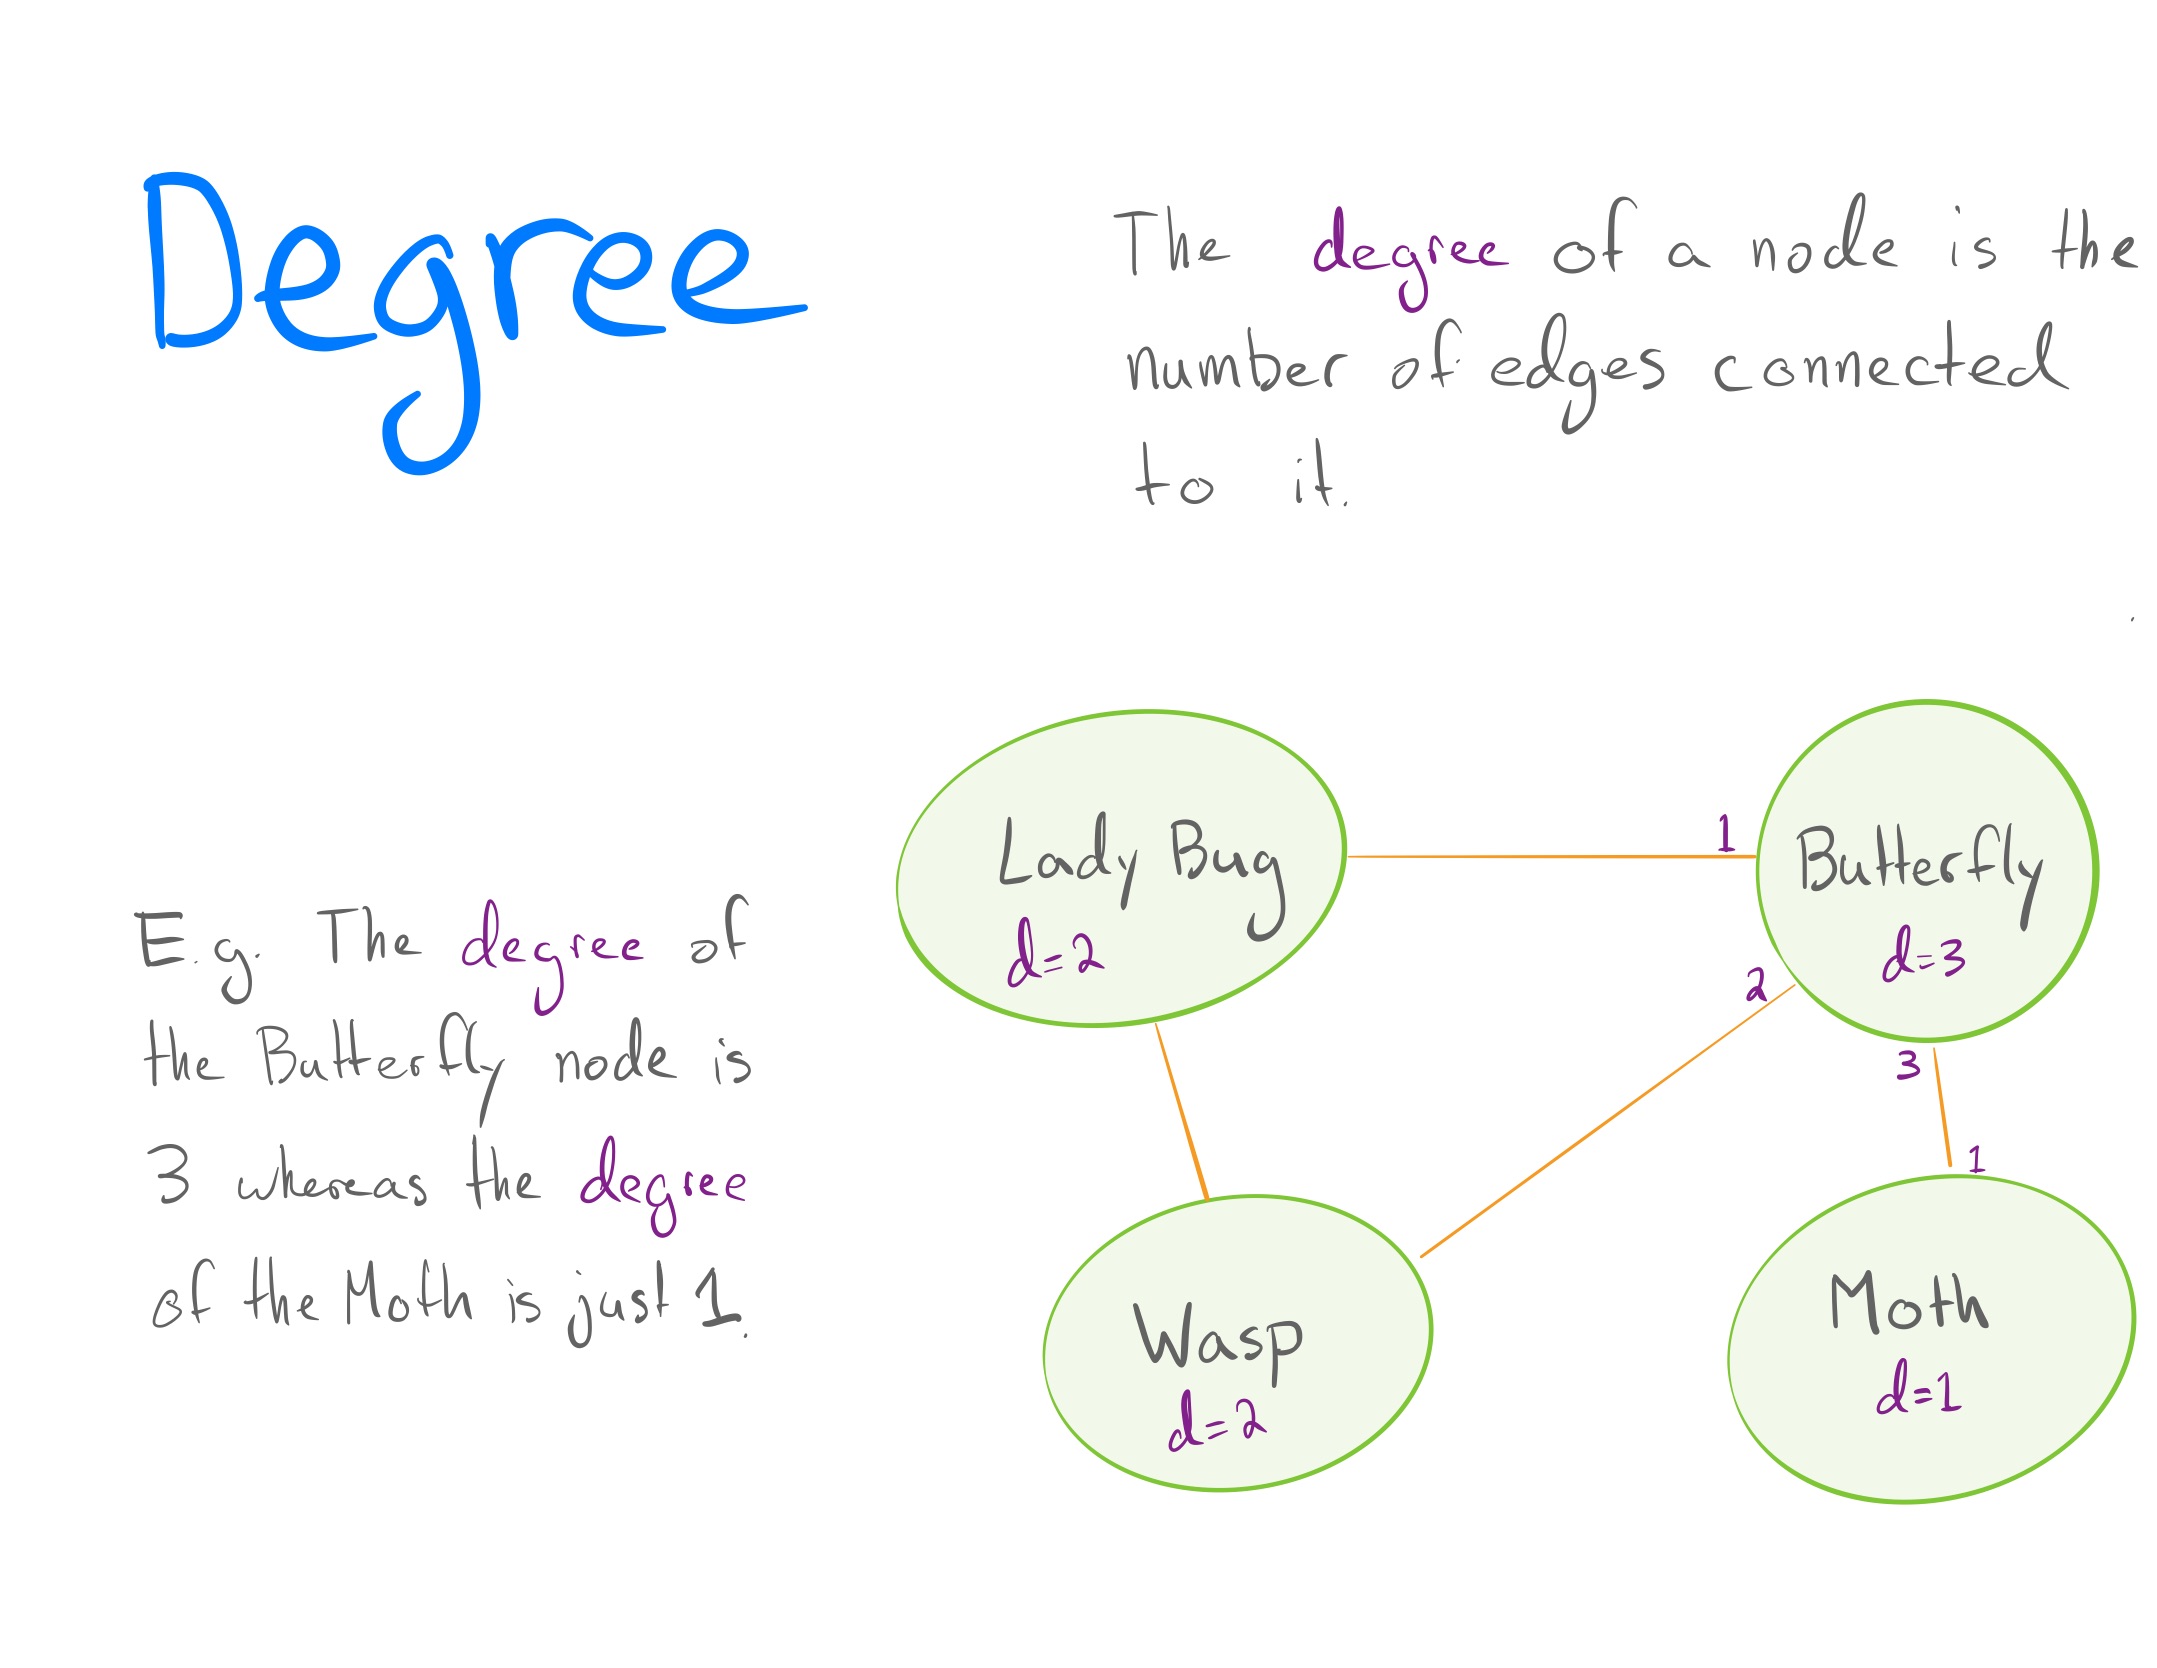 Degree
The degree of a node is the
number of edges connected
to it.
E.g. The degree of
the Butterfly node is
3 whereas the degree
of the Moth is just 1.
Lady Bug
d=2
1
Butterfly
d=3
2
3
1
Wasp
d=2
Moth
d=1